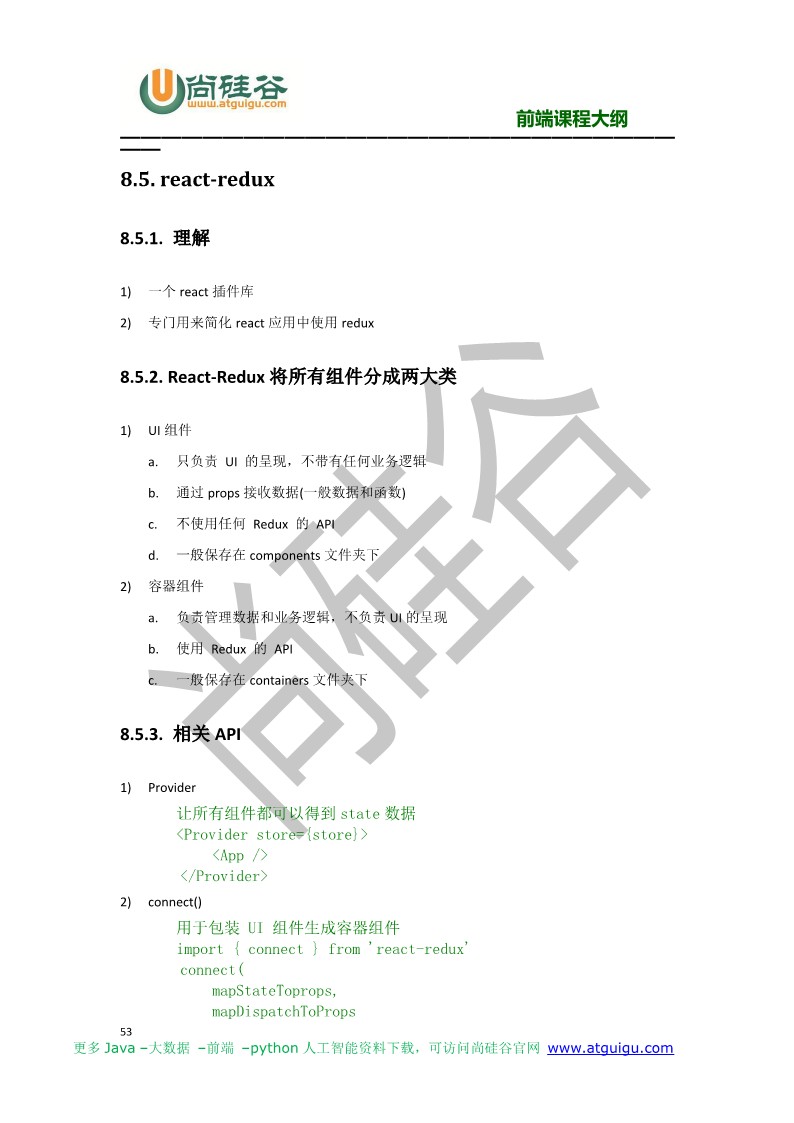 尚硅谷
www.atguigu.com
前端课程大纲
8.5. react-redux
8.5.1. 理解
1) 一个 react 插件库
2) 专门用来简化 react 应用中使用 redux
8.5.2. React-Redux 将所有组件分成两大类
1) UI 组件
a. 只负责 UI 的呈现，不带有任何业务逻辑
b. 通过 props 接收数据(一般数据和函数)
c. 不使用任何 Redux 的 API
d. 一般保存在 components 文件夹下
2) 容器组件
a. 负责管理数据和业务逻辑，不负责 UI 的呈现
b. 使用 Redux 的 API
c. 一般保存在 containers 文件夹下
8.5.3. 相关 API
1) Provider
让所有组件都可以得到 state 数据
<Provider store={store}>
<App />
</Provider>
2) connect()
用于包装 UI 组件生成容器组件
import { connect } from 'react-redux'
connect(
mapStateToprops,
mapDispatchToProps
53
更多 Java –大数据 –前端 –python 人工智能资料下载，可访问尚硅谷官网 www.atguigu.com
尚硅谷